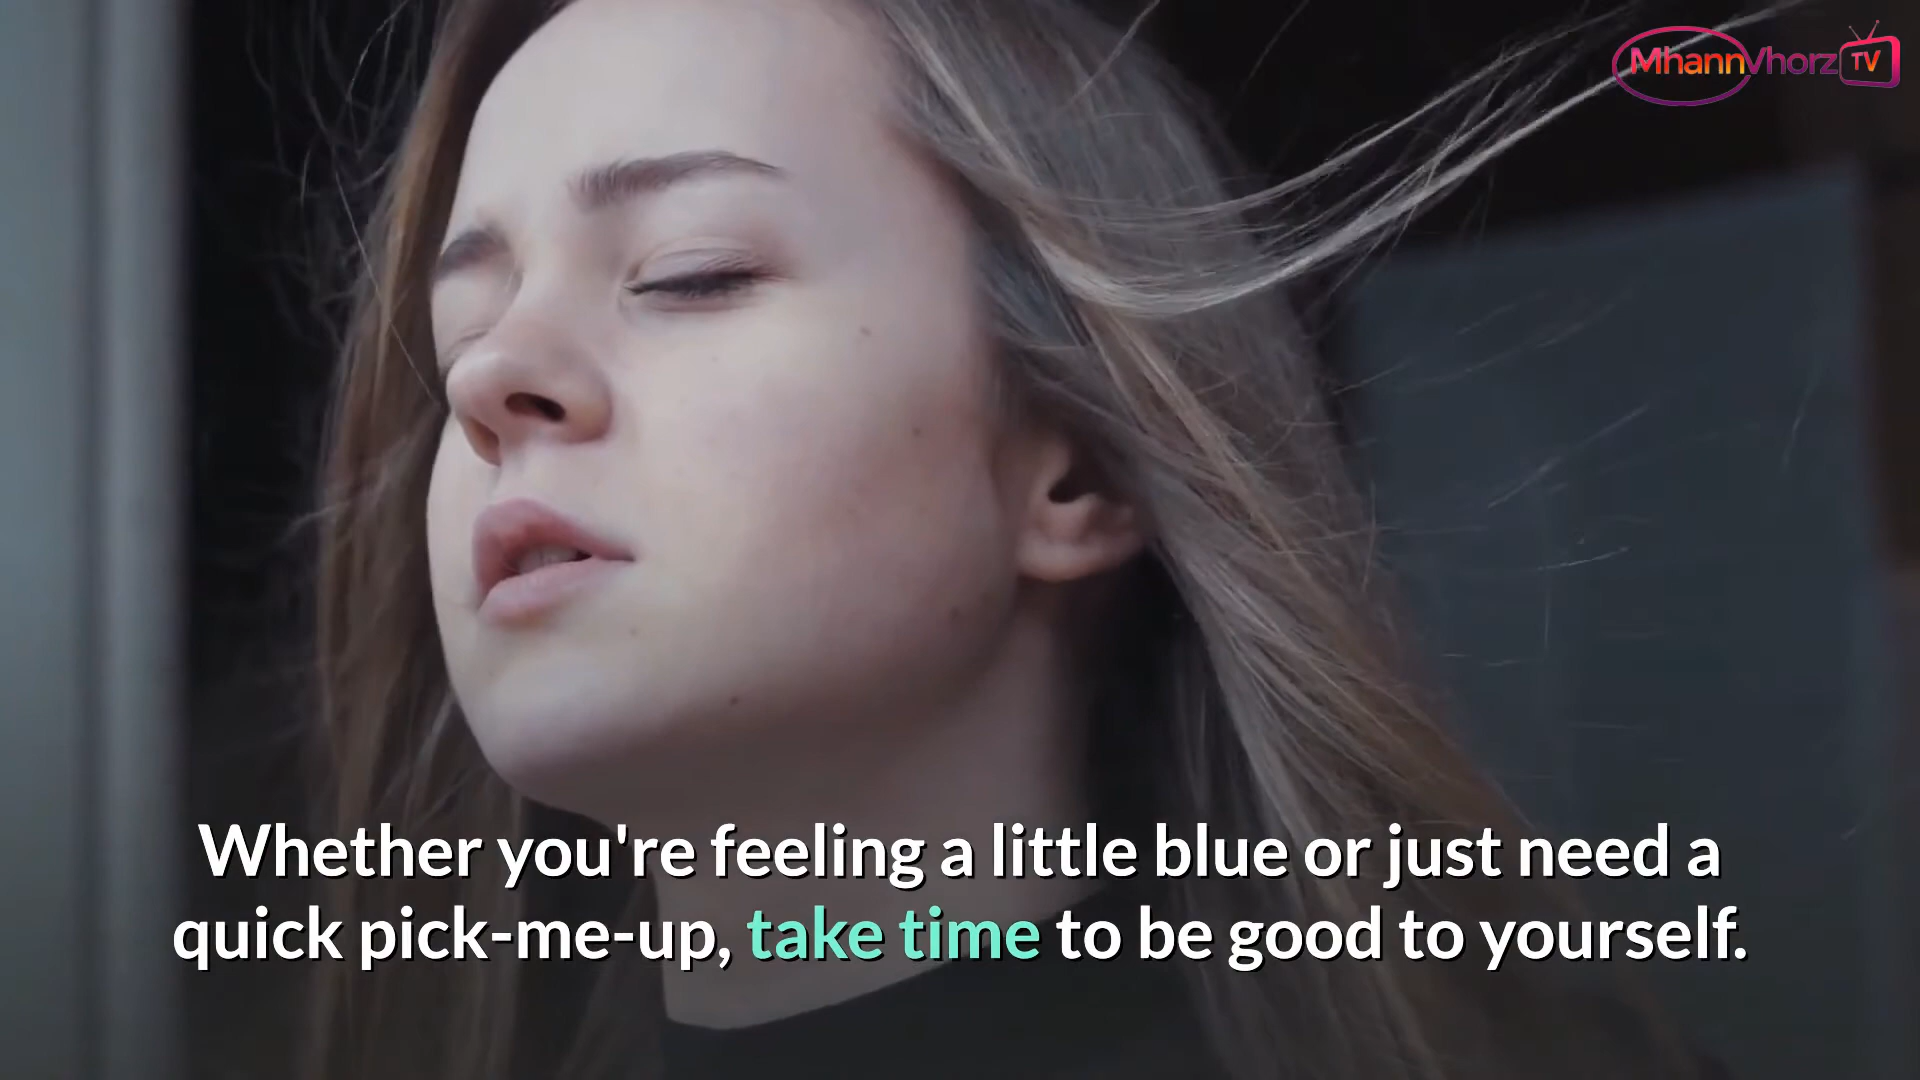 MhannVhorz TV
Whether you're feeling a little blue or just need a
quick pick-me-up, take time to be good to yourself.